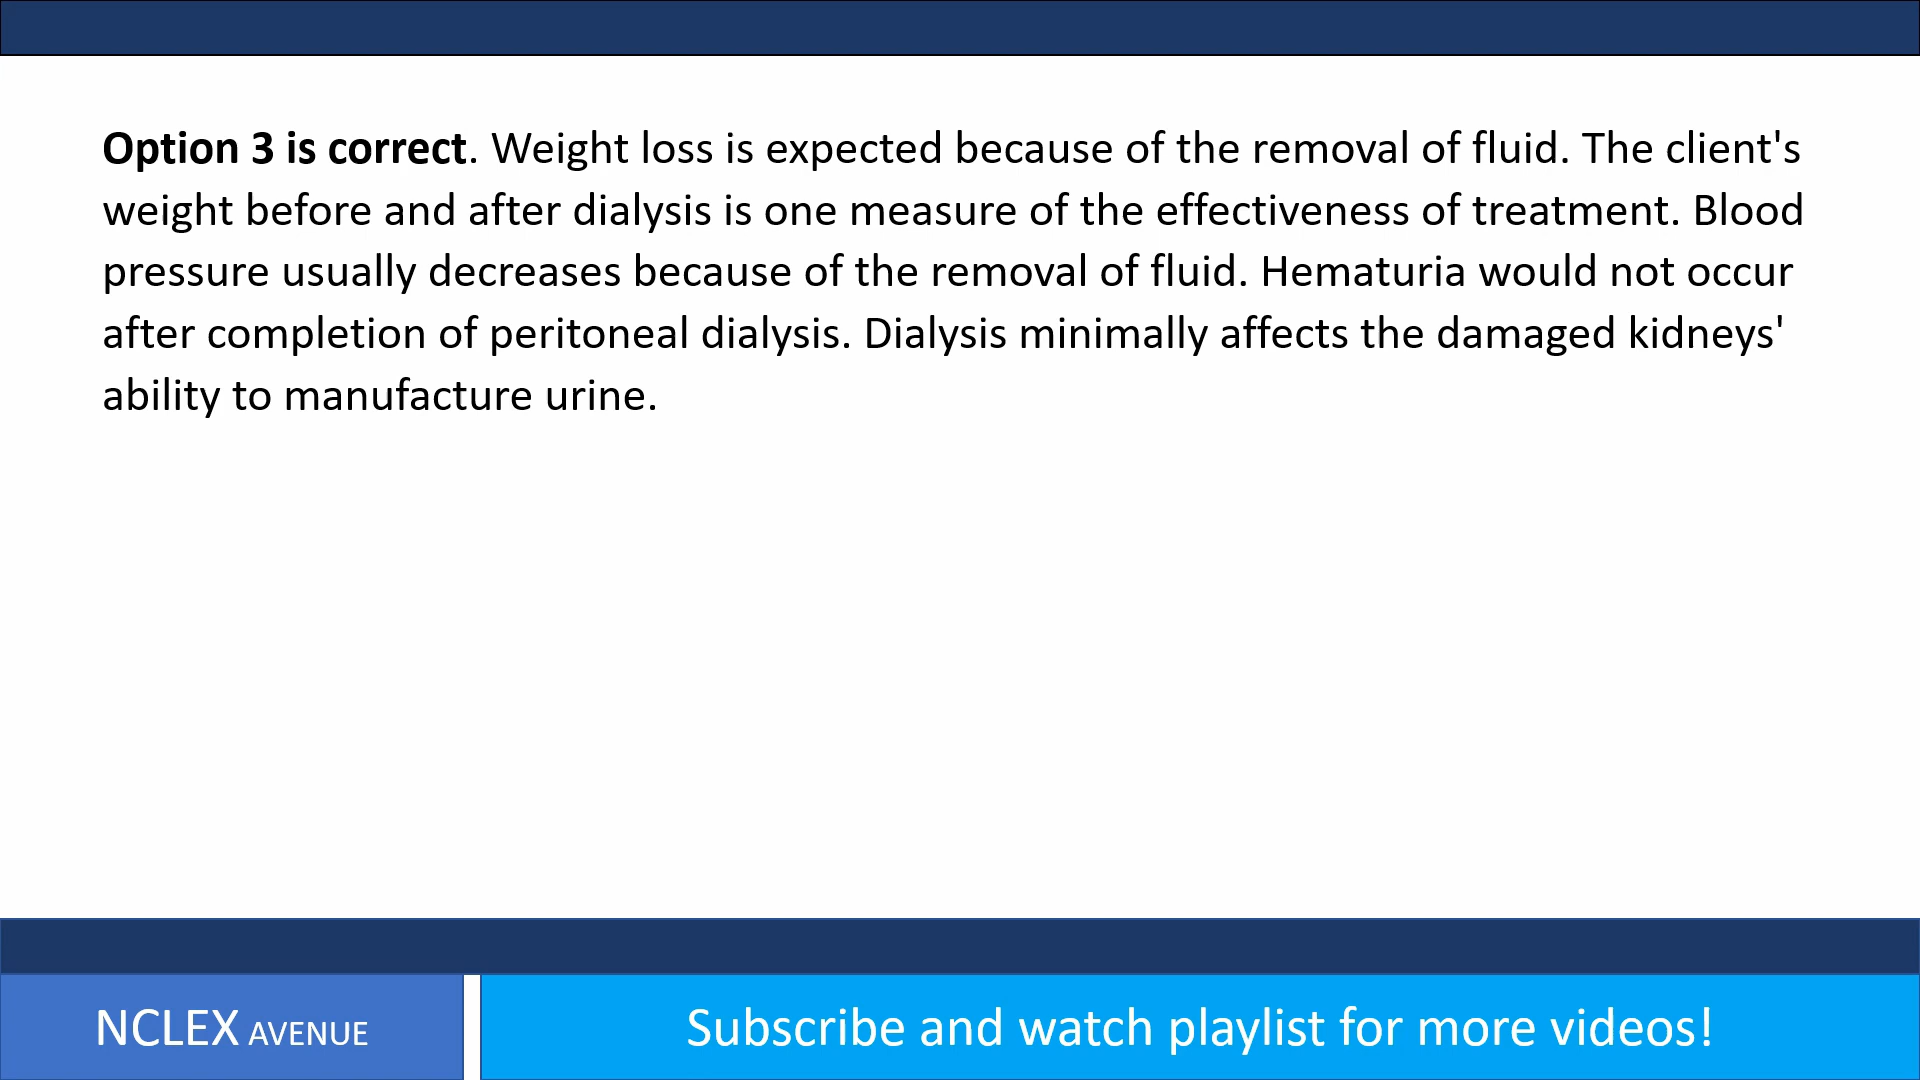 Option 3 is correct. Weight loss is expected because of the removal of fluid. The client's
weight before and after dialysis is one measure of the effectiveness of treatment. Blood
pressure usually decreases because of the removal of fluid. Hematuria would not occur
after completion of peritoneal dialysis. Dialysis minimally affects the damaged kidneys'
ability to manufacture urine.
NCLEX AVENUE
Subscribe and watch playlist for more videos!